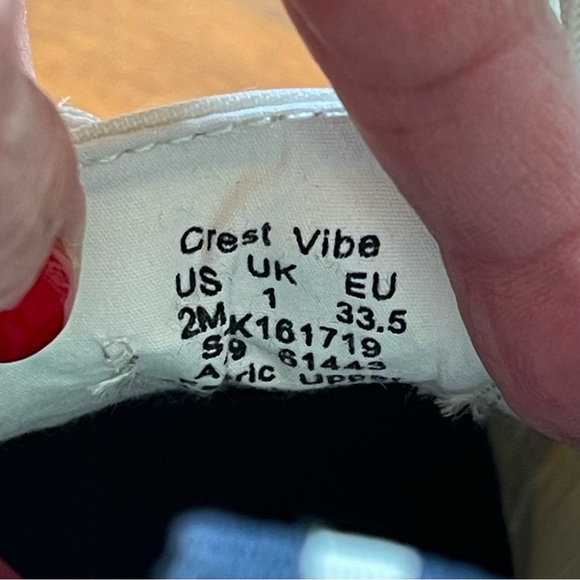 Crest Vibe
US UK EU
2M 1 33.5
K161719
S9 61443